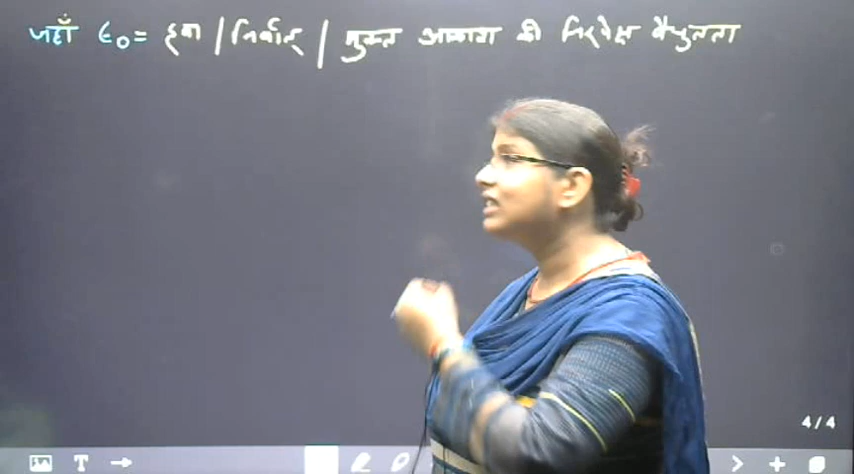 जहाँ ϵ₀ = हवा / निर्वात / मुक्त आकाश की निरपेक्ष वैद्युतता
4/4
T